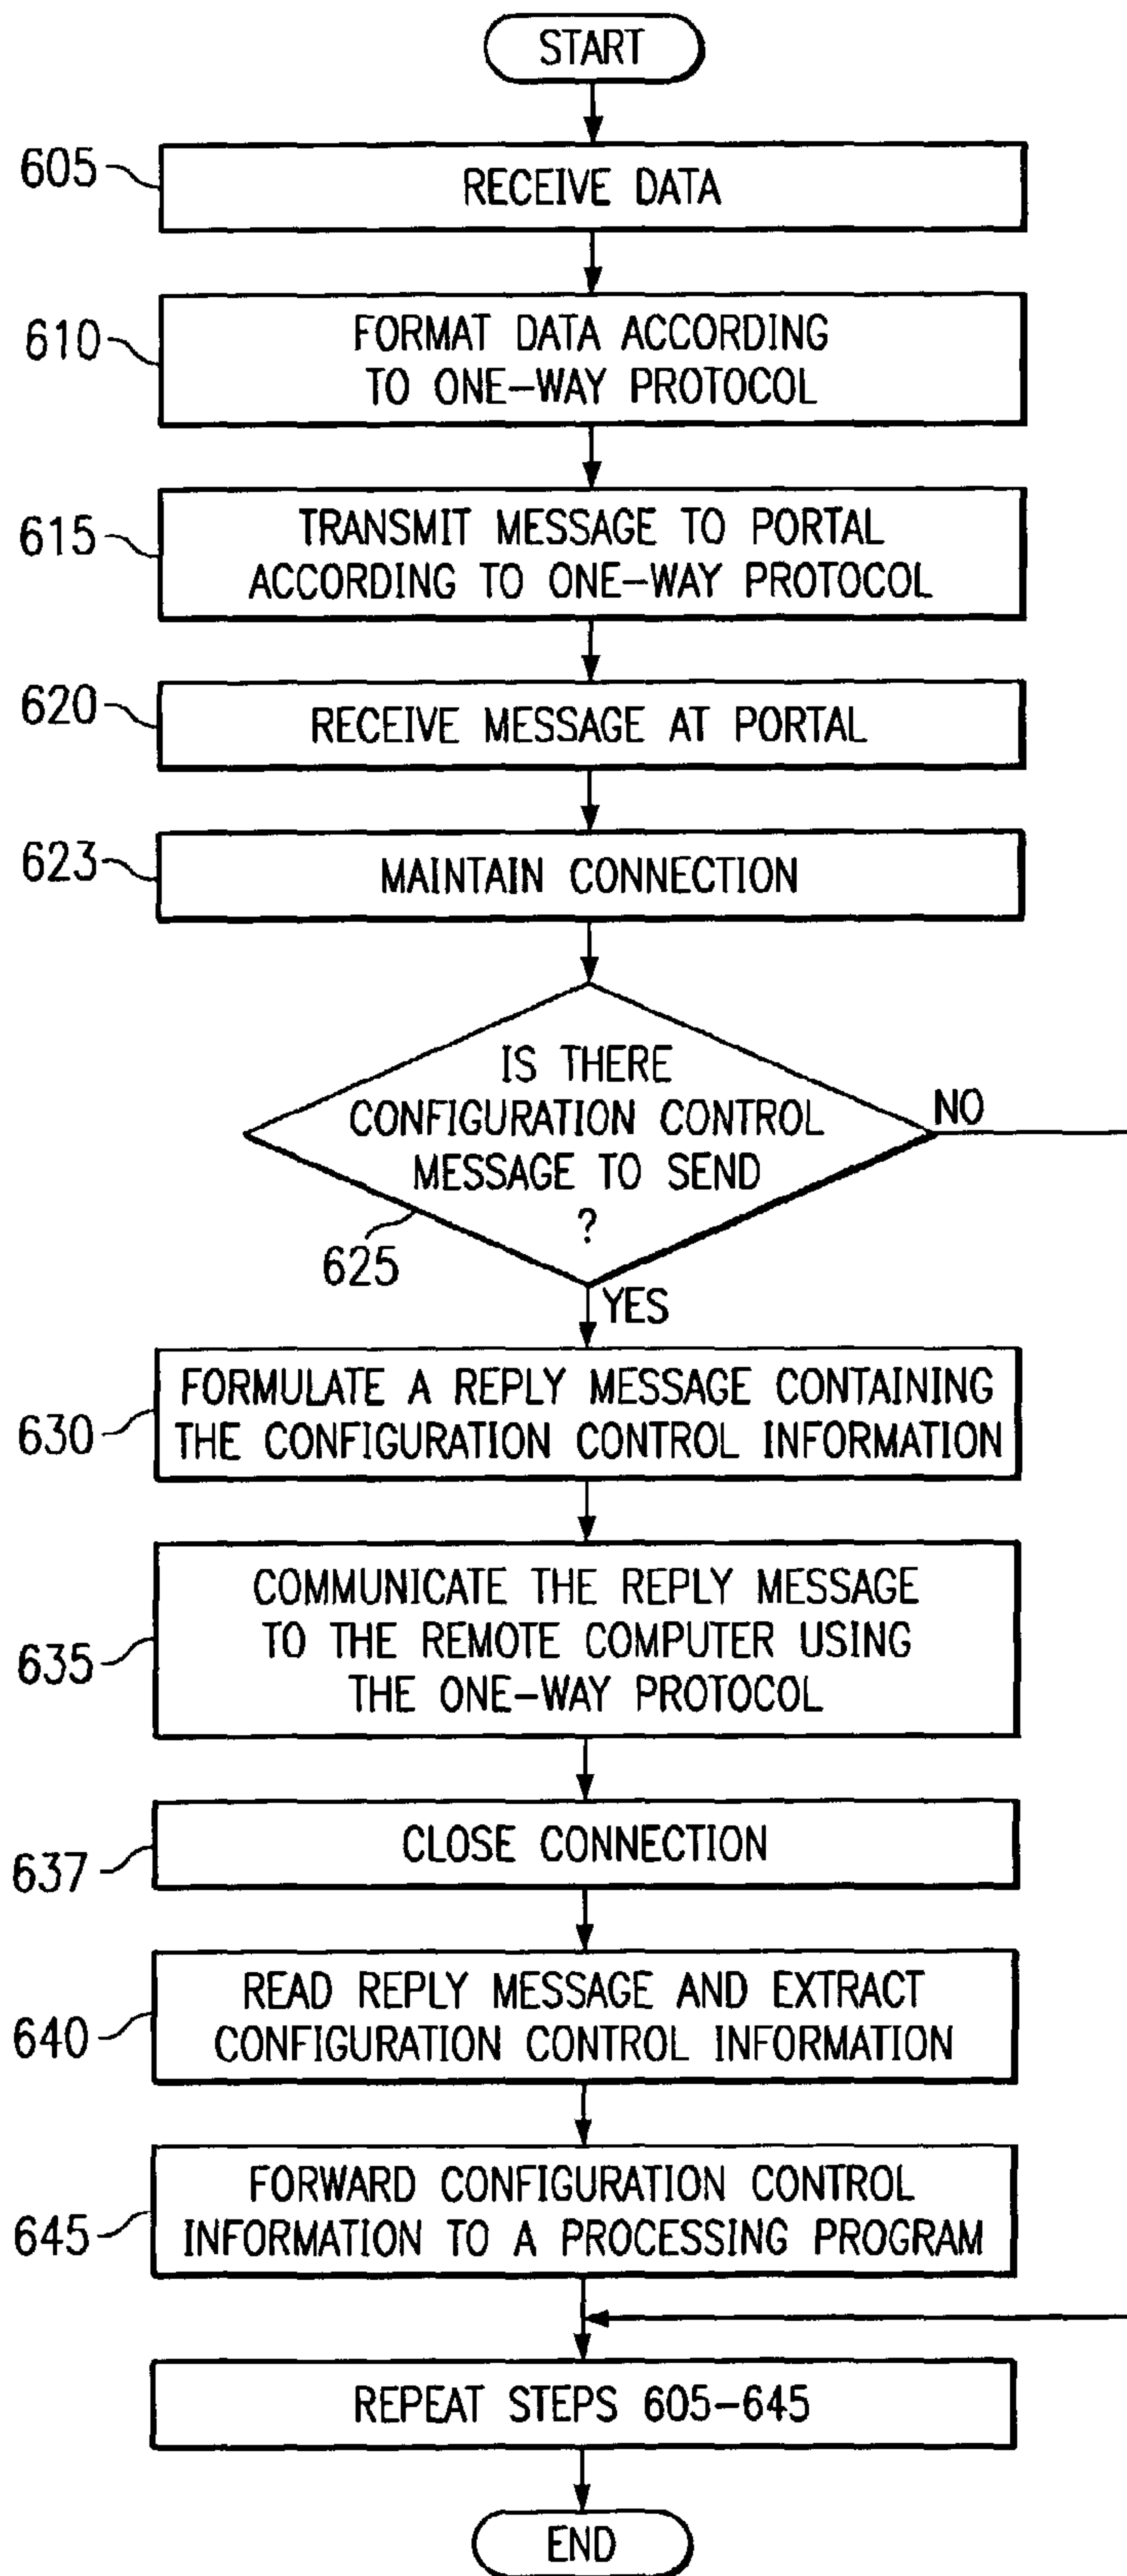 START
605
RECEIVE DATA
610
FORMAT DATA ACCORDING
TO ONE-WAY PROTOCOL
615
TRANSMIT MESSAGE TO PORTAL
ACCORDING TO ONE-WAY PROTOCOL
620
RECEIVE MESSAGE AT PORTAL
623
MAINTAIN CONNECTION
IS THERE
CONFIGURATION CONTROL
MESSAGE TO SEND
?
NO
625
YES
630
FORMULATE A REPLY MESSAGE CONTAINING
THE CONFIGURATION CONTROL INFORMATION
635
COMMUNICATE THE REPLY MESSAGE
TO THE REMOTE COMPUTER USING
THE ONE-WAY PROTOCOL
637
CLOSE CONNECTION
640
READ REPLY MESSAGE AND EXTRACT
CONFIGURATION CONTROL INFORMATION
645
FORWARD CONFIGURATION CONTROL
INFORMATION TO A PROCESSING PROGRAM
REPEAT STEPS 605-645
END